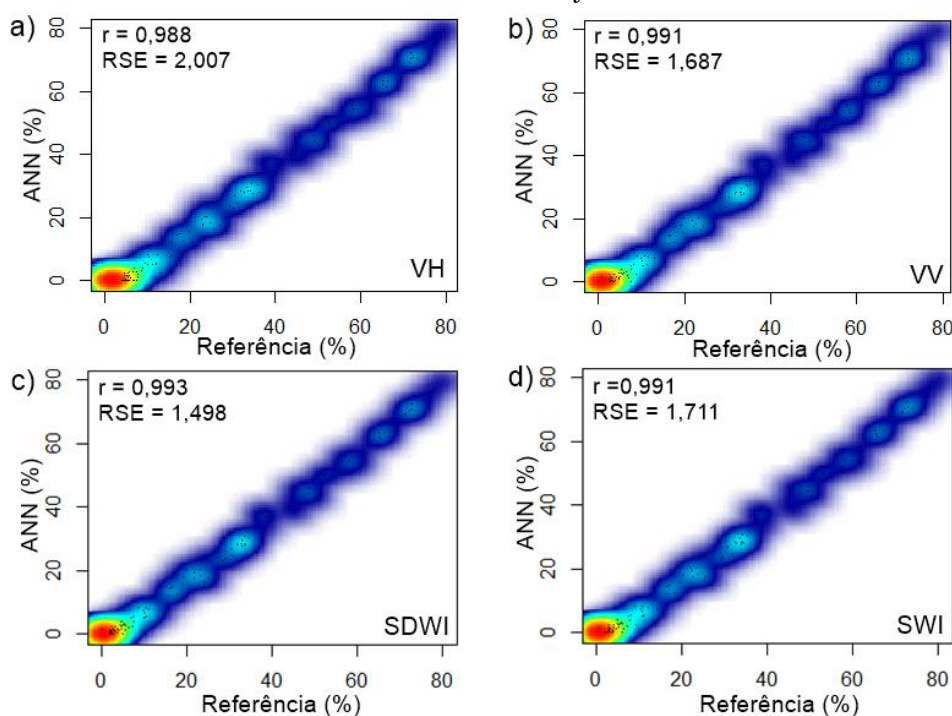 a)
r = 0,988
RSE = 2,007
ANN (%)
80
60
40
20
0
VH
0 20 40 60 80
Referência (%)
b)
r = 0,991
RSE = 1,687
ANN (%)
80
60
40
20
0
VV
0 20 40 60 80
Referência (%)
c)
r = 0,993
RSE = 1,498
ANN (%)
80
60
40
20
0
SDWI
0 20 40 60 80
Referência (%)
d)
r =0,991
RSE = 1,711
ANN (%)
80
60
40
20
0
SWI
0 20 40 60 80
Referência (%)